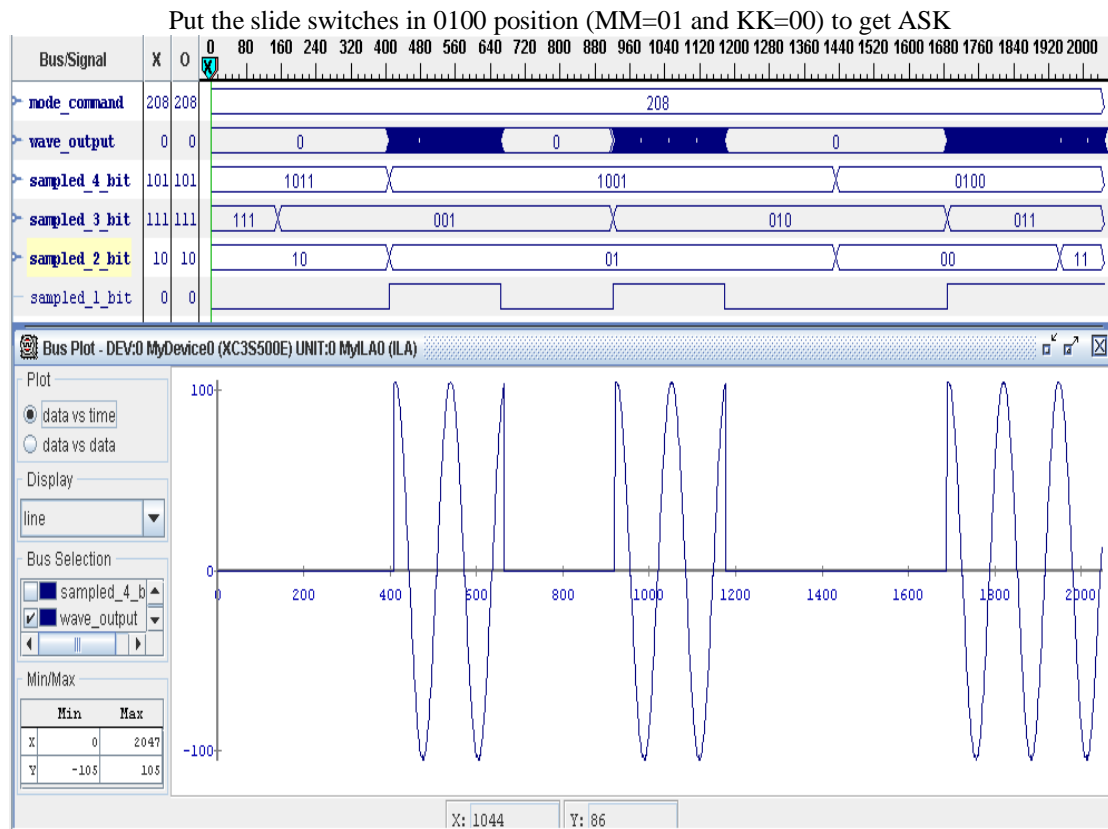 Put the slide switches in 0100 position (MM=01 and KK=00) to get ASK
Bus/Signal X O 0 80 160 240 320 400 480 560 640 720 800 880 960 1040 1120 1200 1280 1360 1440 1520 1600 1680 1760 1840 1920 2000
X
mode_command 208 208 208
wave_output 0 0 0 0 0
sampled_4_bit 101 101 1011 1001 0100
sampled_3_bit 111 111 111 001 010 011
sampled_2_bit 10 10 10 01 00 11
sampled_1_bit 0 0
Bus Plot - DEV:0 MyDevice0 (XC3S500E) UNIT:0 MyILA0 (ILA)
Plot
data vs time
data vs data
Display
line
Bus Selection
sampled_4_b
wave_output
Min/Max
Min Max
X 0 2047
Y -105 105
100
0
-100
0 200 400 600 800 1000 1200 1400 1600 1800 2000
X: 1044 Y: 86